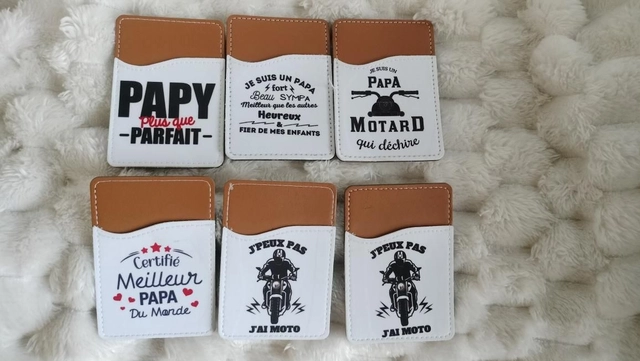 PAPY
Plus que
-PARFAIT-
JE SUIS UN PAPA
fort
Beau SYMPA
Meilleur que les autres
Heureux
&
FIER DE MES ENFANTS
JE SUIS UN
PAPA
MOTARD
qui déchire
Certifié
Meilleur
PAPA
Du Monde
J'PEUX PAS
J'AI MOTO
J'PEUX PAS
J'AI MOTO